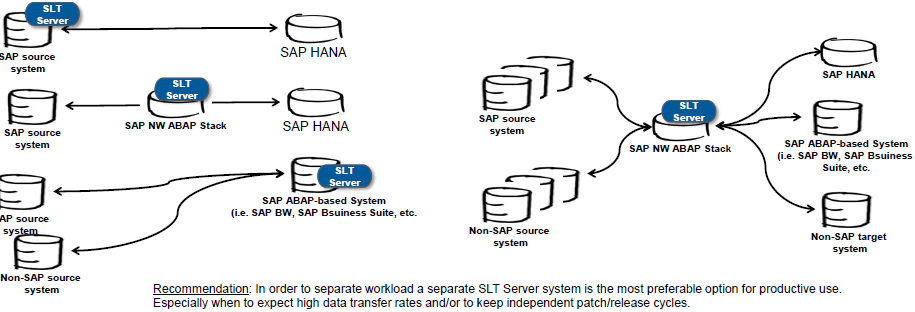 SLT
Server
SAP source
system
SAP HANA
SLT
Server
SAP source
system
SAP NW ABAP Stack
SAP HANA
SLT
Server
SAP ABAP-based System
(i.e. SAP BW, SAP Bsuiness Suite, etc.
AP source
system
Non-SAP source
system
SAP source
system
Non-SAP source
system
SLT
Server
SAP NW ABAP Stack
SAP HANA
SAP ABAP-based System
(i.e. SAP BW, SAP Bsuiness
Suite, etc.
Non-SAP target
system
Recommendation: In order to separate workload a separate SLT Server system is the most preferable option for productive use.
Especially when to expect high data transfer rates and/or to keep independent patch/release cycles.